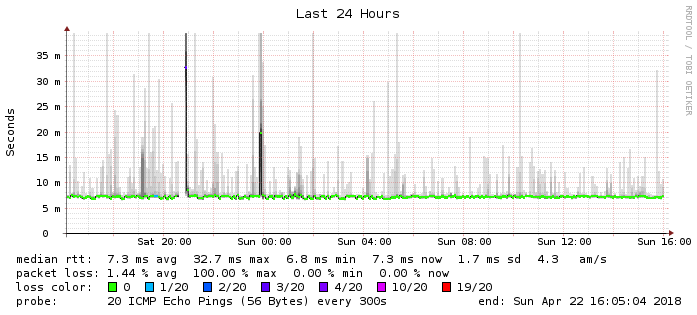 Last 24 Hours
RRDTOOL / TOBI OETIKER
Seconds
35 m
30 m
25 m
20 m
15 m
10 m
5 m
0
Sat 20:00 Sun 00:00 Sun 04:00 Sun 08:00 Sun 12:00 Sun 16:00
median rtt: 7.3 ms avg 32.7 ms max 6.8 ms min 7.3 ms now 1.7 ms sd 4.3 am/s
packet loss: 1.44 % avg 100.00 % max 0.00 % min 0.00 % now
loss color: 0 1/20 2/20 3/20 4/20 10/20 19/20
probe: 20 ICMP Echo Pings (56 Bytes) every 300s end: Sun Apr 22 16:05:04 2018